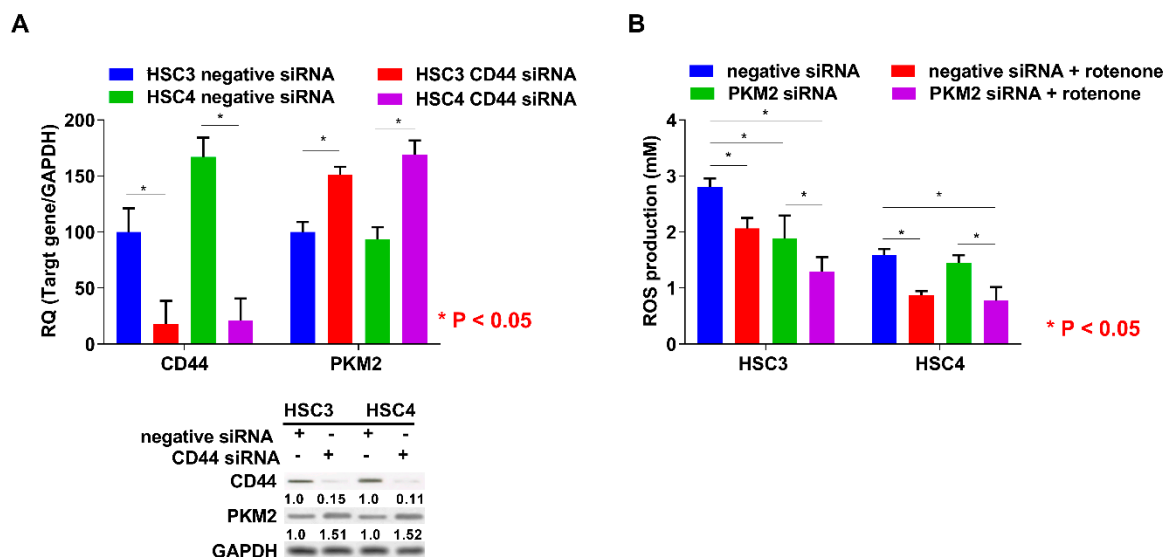 A
HSC3 negative siRNA
HSC3 CD44 siRNA
HSC4 negative siRNA
HSC4 CD44 siRNA
RQ (Targt gene/GAPDH)
200
150
100
50
0
*
*
*
*
* P < 0.05
CD44
PKM2
HSC3 HSC4
negative siRNA + - + -
CD44 siRNA - + - +
CD44
1.0 0.15 1.0 0.11
PKM2
1.0 1.51 1.0 1.52
GAPDH
B
negative siRNA
negative siRNA + rotenone
PKM2 siRNA
PKM2 siRNA + rotenone
ROS production (mM)
4
3
2
1
0
*
*
*
*
*
*
*
* P < 0.05
HSC3
HSC4